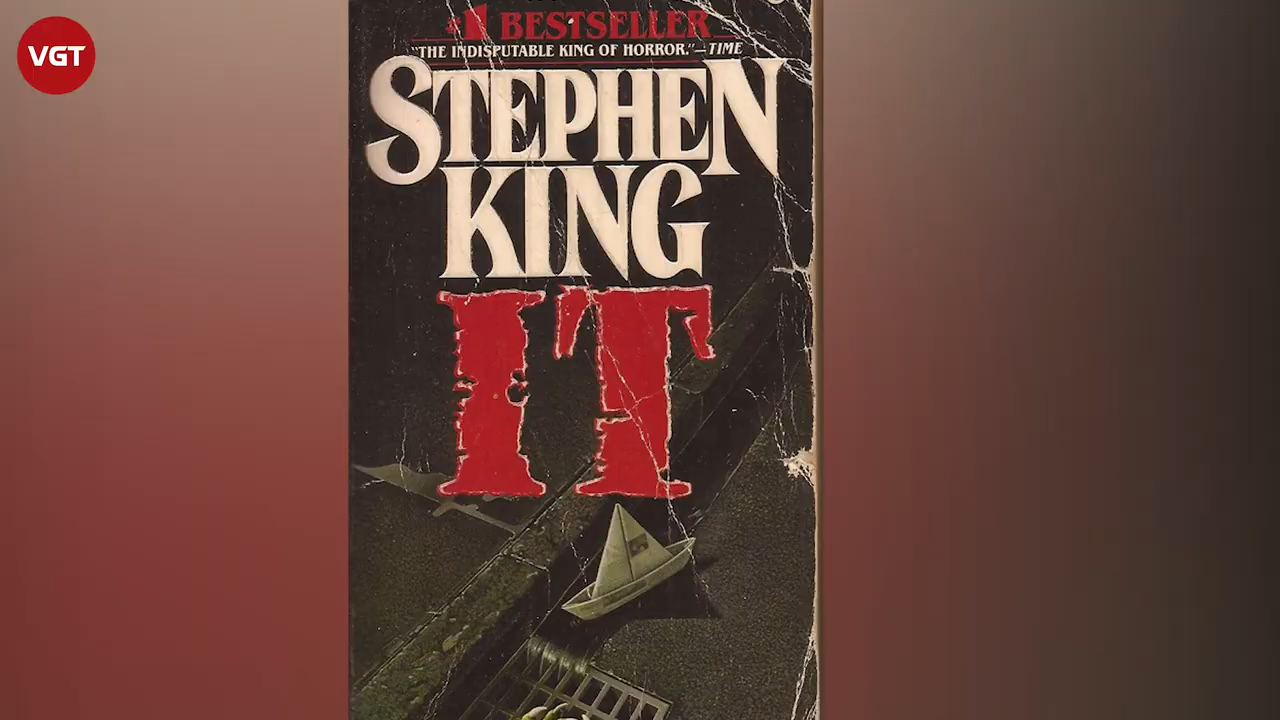 VGT
#1 BESTSELLER
"THE INDISPUTABLE KING OF HORROR."—TIME
STEPHEN
KING
IT